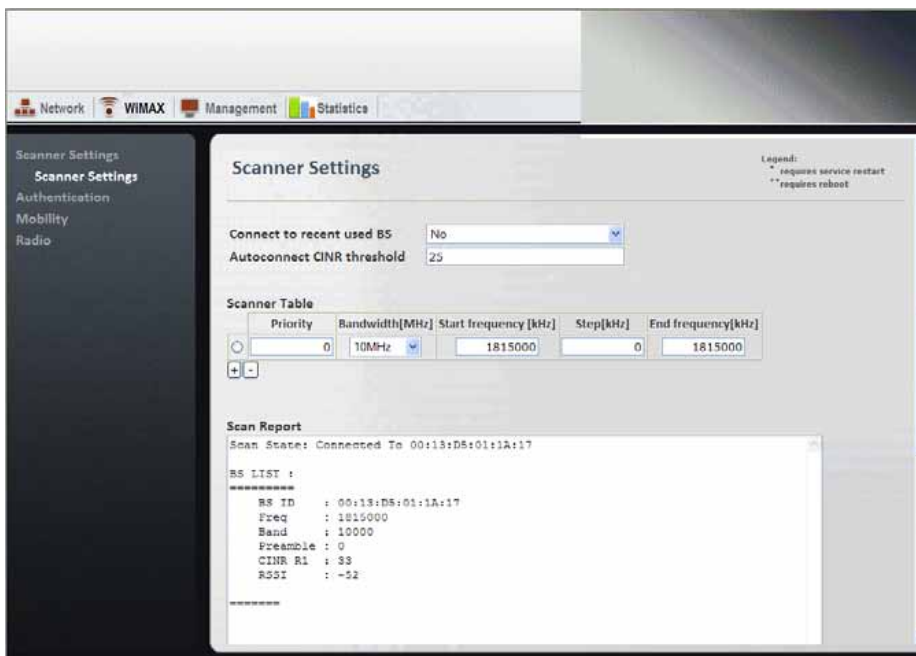 Network WiMAX Management Statistics
Scanner Settings
Scanner Settings
Authentication
Mobility
Radio
Scanner Settings
Legend:
* requires service restart
**requires reboot
Connect to recent used BS No
Autoconnect CINR threshold 25
Scanner Table
Priority Bandwidth[MHz] Start frequency [kHz] Step[kHz] End frequency[kHz]
0 10MHz 1815000 0 1815000
+ -
Scan Report
Scan State: Connected To 00:13:D5:01:1A:17
BS LIST :
=========
BS ID : 00:13:D5:01:1A:17
Freq : 1815000
Band : 10000
Preamble : 0
CINR R1 : 33
RSSI : -52
=======